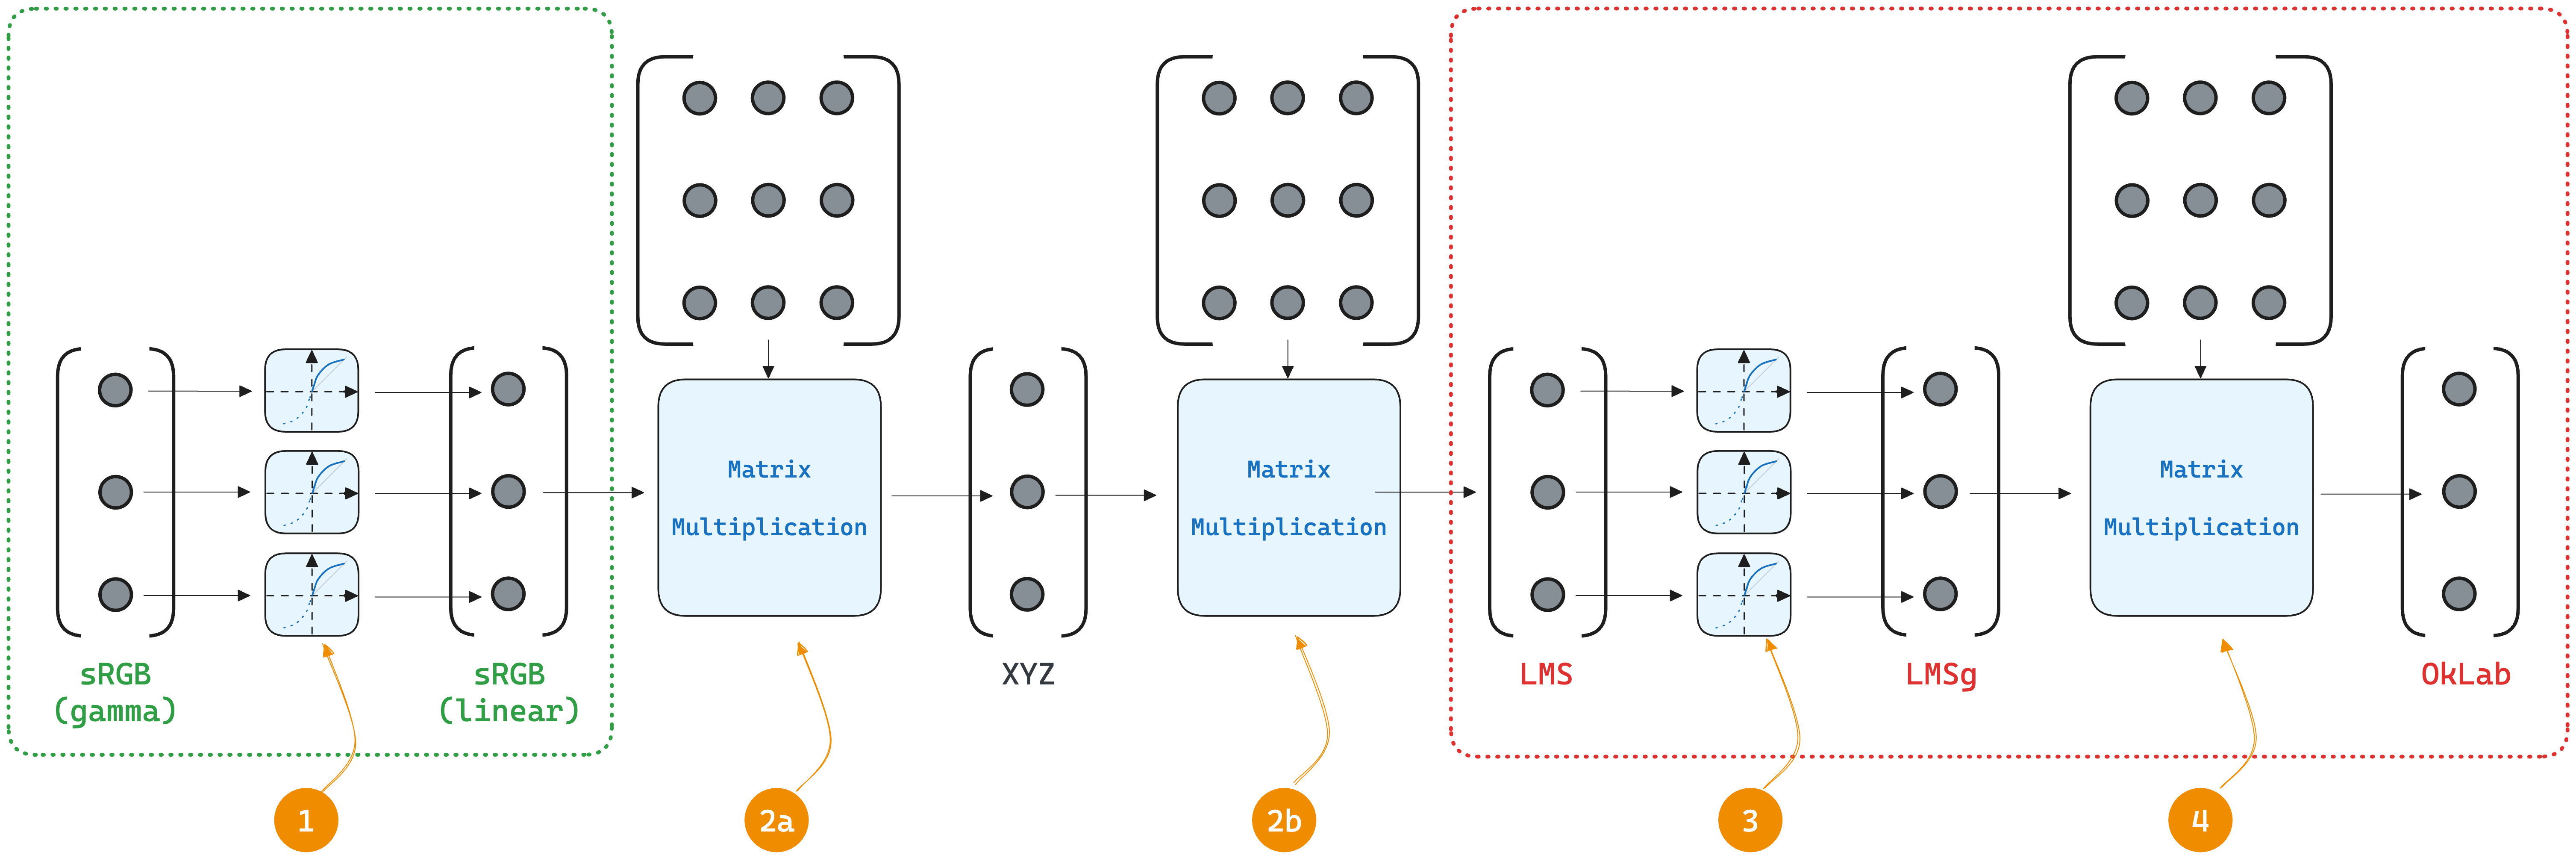 Matrix
Multiplication
Matrix
Multiplication
Matrix
Multiplication
sRGB
(gamma)
sRGB
(linear)
XYZ
LMS
LMSg
OkLab
1
2a
2b
3
4